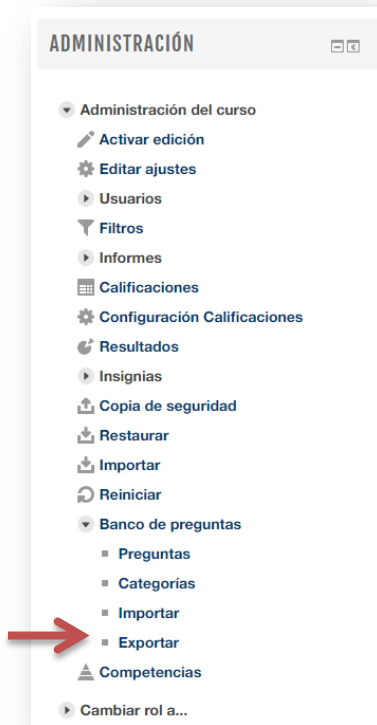 ADMINISTRACIÓN
Administración del curso
Activar edición
Editar ajustes
Usuarios
Filtros
Informes
Calificaciones
Configuración Calificaciones
Resultados
Insignias
Copia de seguridad
Restaurar
Importar
Reiniciar
Banco de preguntas
Preguntas
Categorías
Importar
Exportar
Competencias
Cambiar rol a...